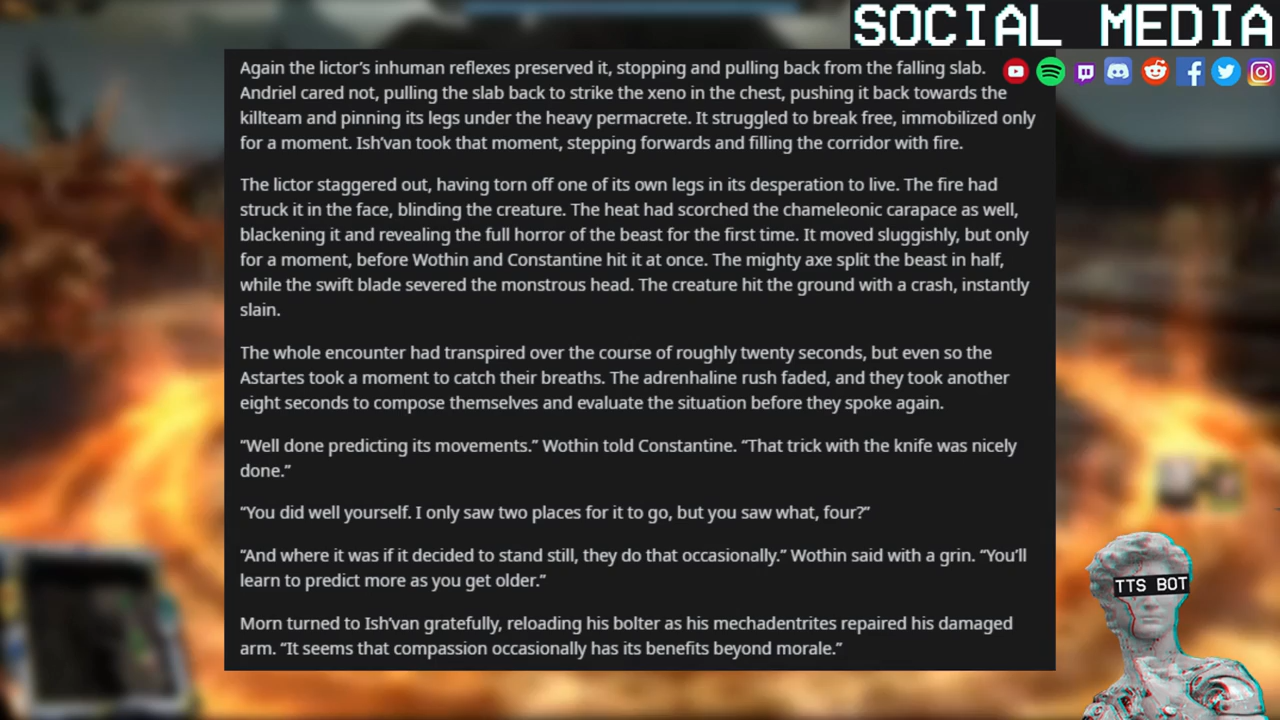 SOCIAL MEDIA
Again the lictor's inhuman reflexes preserved it, stopping and pulling back from the falling slab.
Andriel cared not, pulling the slab back to strike the xeno in the chest, pushing it back towards the
killteam and pinning its legs under the heavy permacrete. It struggled to break free, immobilized only
for a moment. Ish'van took that moment, stepping forwards and filling the corridor with fire.
The lictor staggered out, having torn off one of its own legs in its desperation to live. The fire had
struck it in the face, blinding the creature. The heat had scorched the chameleonic carapace as well,
blackening it and revealing the full horror of the beast for the first time. It moved sluggishly, but only
for a moment, before Wothin and Constantine hit it at once. The mighty axe split the beast in half,
while the swift blade severed the monstrous head. The creature hit the ground with a crash, instantly
slain.
The whole encounter had transpired over the course of roughly twenty seconds, but even so the
Astartes took a moment to catch their breaths. The adrenhaline rush faded, and they took another
eight seconds to compose themselves and evaluate the situation before they spoke again.
“Well done predicting its movements.” Wothin told Constantine. “That trick with the knife was nicely
done.”
“You did well yourself. I only saw two places for it to go, but you saw what, four?”
“And where it was if it decided to stand still, they do that occasionally.” Wothin said with a grin. “You'll
learn to predict more as you get older.”
Morn turned to Ish'van gratefully, reloading his bolter as his mechadentrites repaired his damaged
arm. “It seems that compassion occasionally has its benefits beyond morale.”
TTS BOT